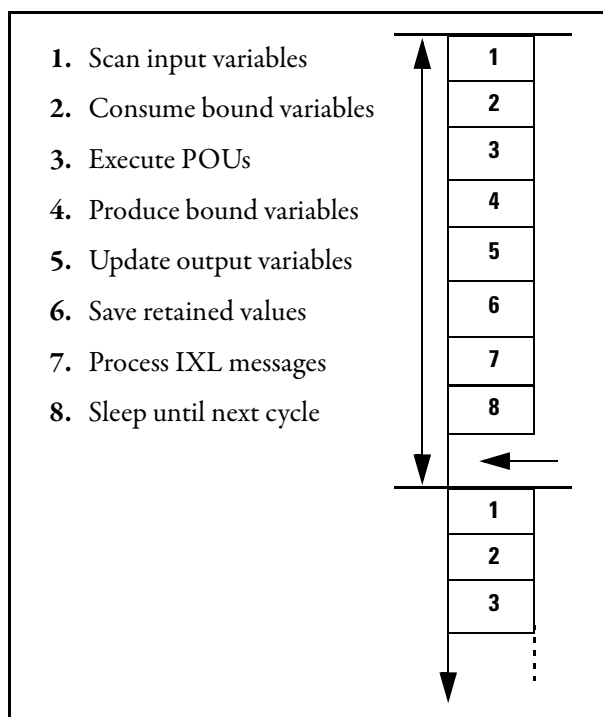 1. Scan input variables
2. Consume bound variables
3. Execute POUs
4. Produce bound variables
5. Update output variables
6. Save retained values
7. Process IXL messages
8. Sleep until next cycle
1
2
3
4
5
6
7
8
1
2
3